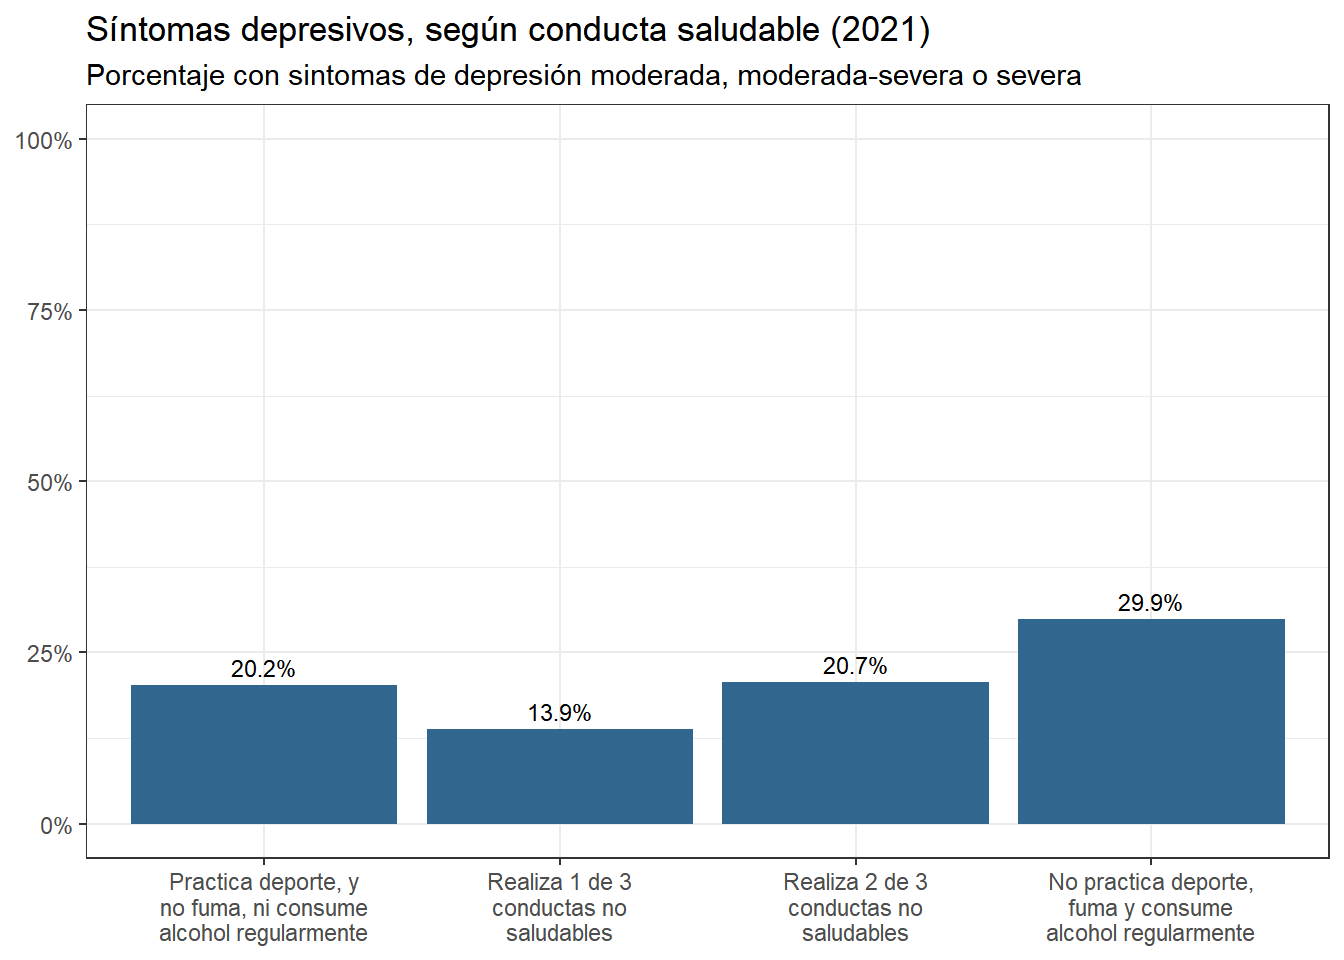 Síntomas depresivos, según conducta saludable (2021)
Porcentaje con sintomas de depresión moderada, moderada-severa o severa
100%
75%
50%
25%
0%
20.2%
13.9%
20.7%
29.9%
Practica deporte, y
no fuma, ni consume
alcohol regularmente
Realiza 1 de 3
conductas no
saludables
Realiza 2 de 3
conductas no
saludables
No practica deporte,
fuma y consume
alcohol regularmente